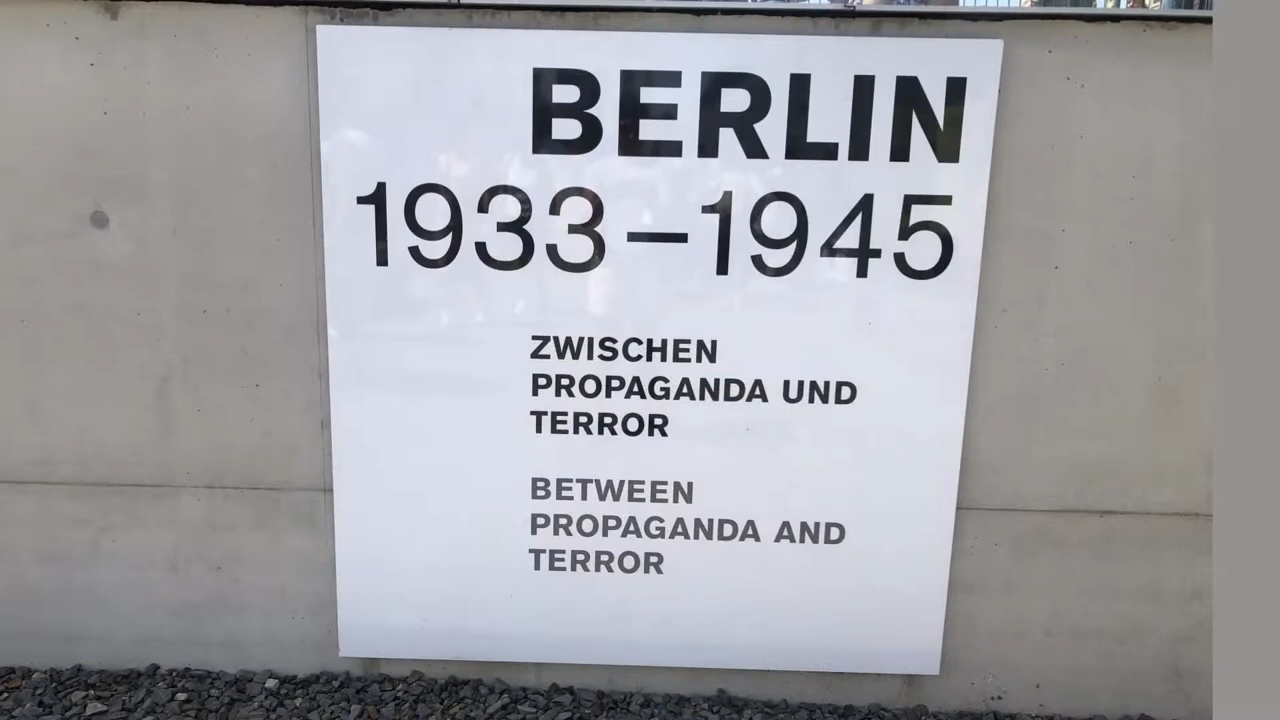 BERLIN
1933–1945
ZWISCHEN
PROPAGANDA UND
TERROR
BETWEEN
PROPAGANDA AND
TERROR